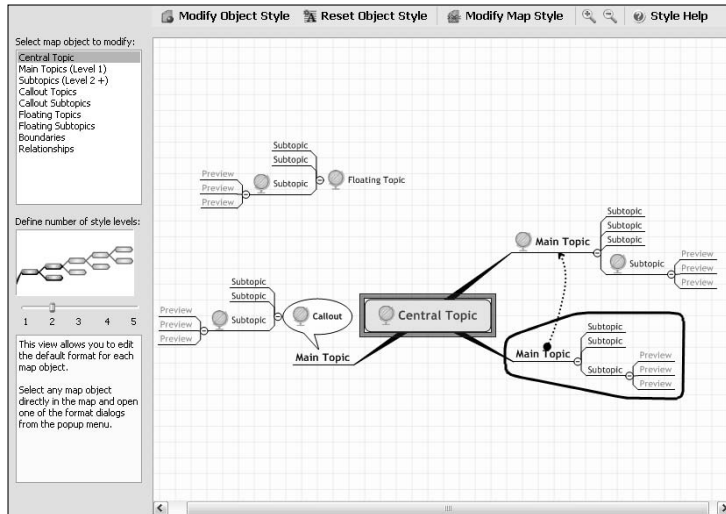 Modify Object Style Reset Object Style Modify Map Style Style Help
Select map object to modify:
Central Topic
Main Topics (Level 1)
Subtopics (Level 2 +)
Callout Topics
Callout Subtopics
Floating Topics
Floating Subtopics
Boundaries
Relationships
Define number of style levels:
1 2 3 4 5
This view allows you to edit
the default format for each
map object.
Select any map object
directly in the map and open
one of the format dialogs
from the popup menu.
Subtopic
Subtopic
Preview
Preview
Preview
Subtopic
Floating Topic
Subtopic
Subtopic
Subtopic
Main Topic
Subtopic
Preview
Preview
Preview
Subtopic
Subtopic
Preview
Preview
Preview
Subtopic
Callout
Main Topic
Central Topic
Subtopic
Subtopic
Main Topic
Subtopic
Preview
Preview
Preview